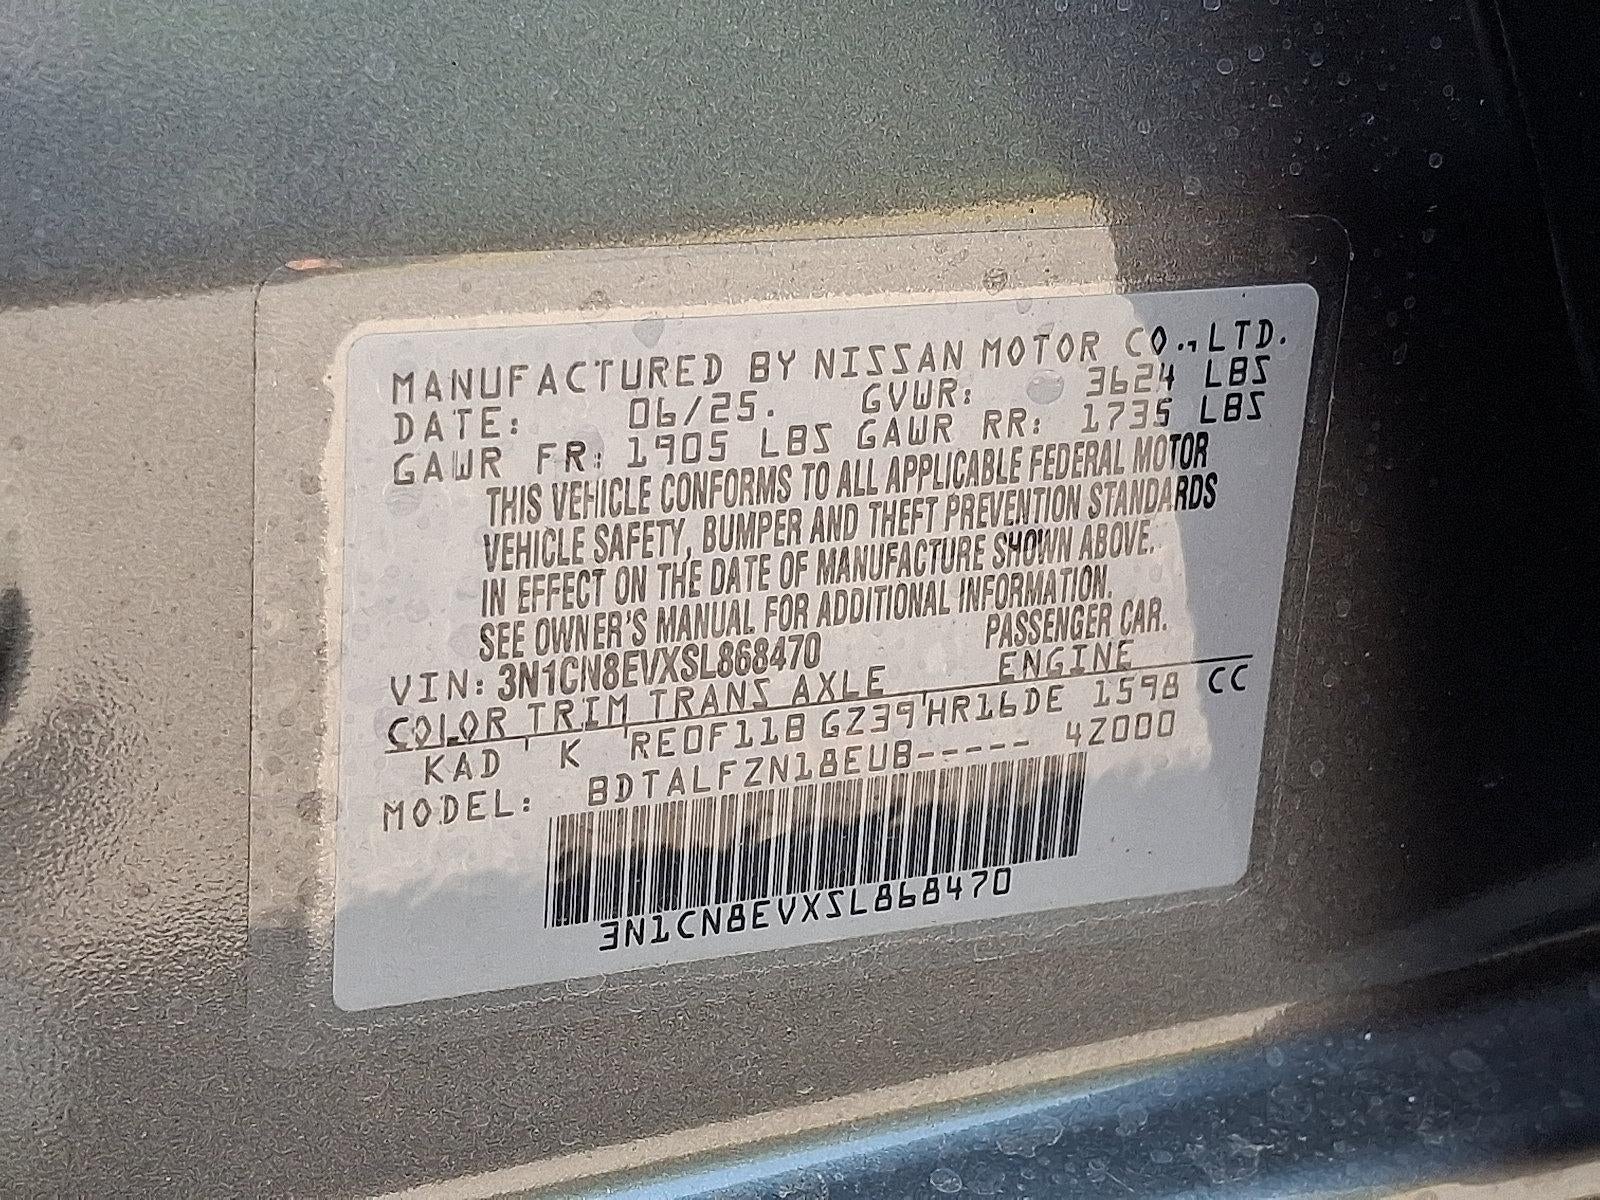 MANUFACTURED BY NISSAN MOTOR CO., LTD.
DATE: 06/25. GVWR: 3624 LBS
GAWR FR: 1905 LBS GAWR RR: 1735 LBS
THIS VEHICLE CONFORMS TO ALL APPLICABLE FEDERAL MOTOR
VEHICLE SAFETY, BUMPER AND THEFT PREVENTION STANDARDS
IN EFFECT ON THE DATE OF MANUFACTURE SHOWN ABOVE.
SEE OWNER'S MANUAL FOR ADDITIONAL INFORMATION.
VIN: 3N1CN8EVXSL868470 PASSENGER CAR.
COLOR TRIM TRANS AXLE ENGINE
KAD K RE0F11B GZ39 HR16DE 1598 CC
MODEL: BDTALFZN18EUB----- 4Z000
3N1CN8EVXSL868470